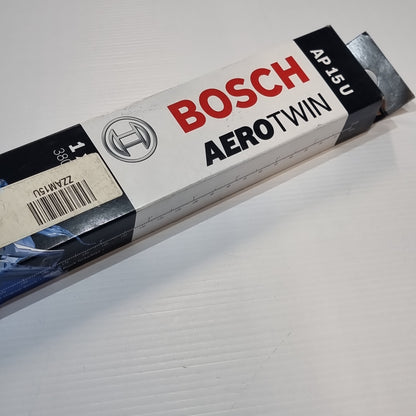 BOSCH
AEROTWIN
AP 15 U
ZZAM15U